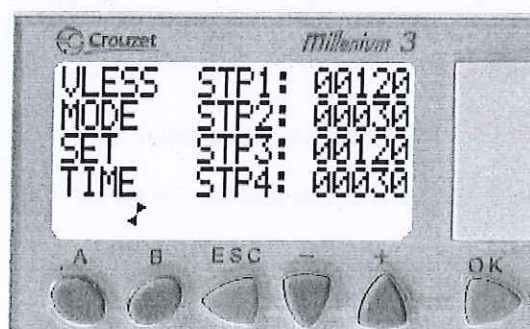 Crouzet Millenium 3
VLESS STP1: 00120
MODE STP2: 00030
SET STP3: 00120
TIME STP4: 00030
A B ESC - + OK